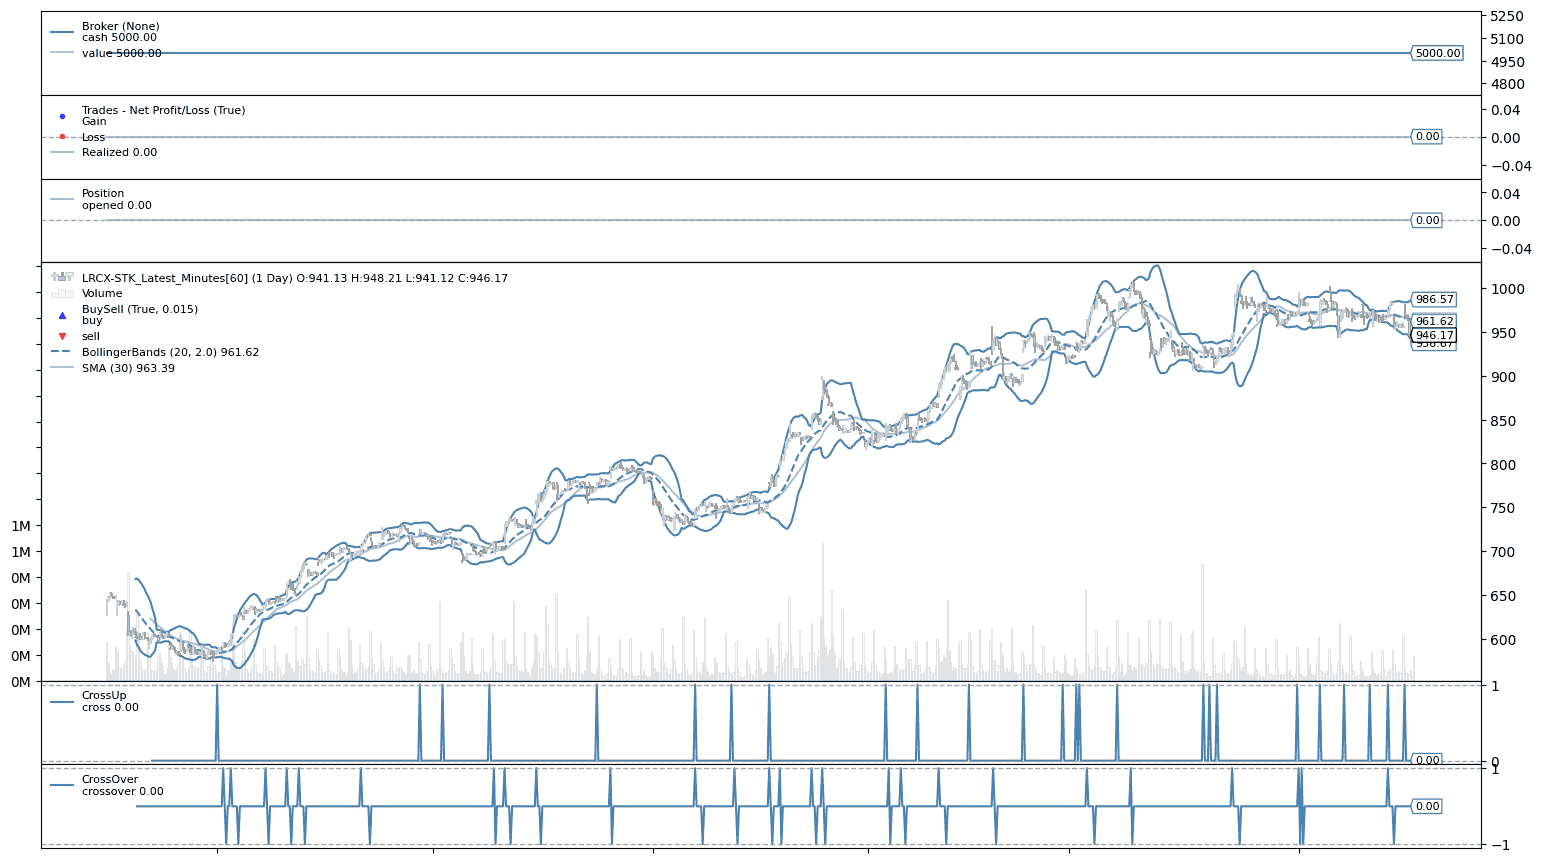 Broker (None)
cash 5000.00
value 5000.00
5250
5100
4950
4800
5000.00
Trades - Net Profit/Loss (True)
Gain
Loss
Realized 0.00
0.04
0.00
−0.04
0.00
Position
opened 0.00
0.04
0.00
−0.04
0.00
LRCX-STK_Latest_Minutes[60] (1 Day) O:941.13 H:948.21 L:941.12 C:946.17
Volume
BuySell (True, 0.015)
buy
sell
BollingerBands (20, 2.0) 961.62
SMA (30) 963.39
1000
950
900
850
800
750
700
650
600
986.57
961.62
946.17
1M
1M
0M
0M
0M
0M
0M
CrossUp
cross 0.00
1
0
0.00
CrossOver
crossover 0.00
1
−1
0.00